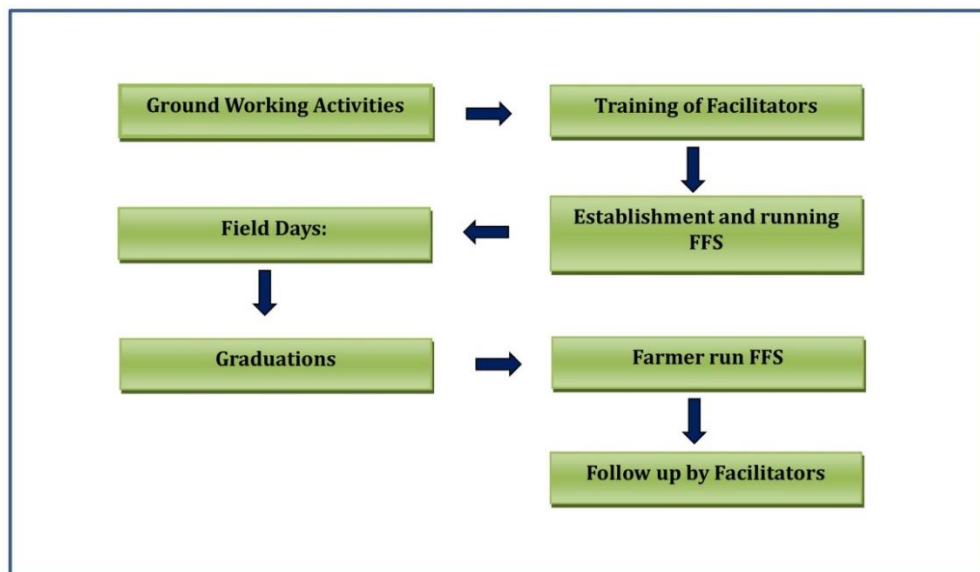 Ground Working Activities
Training of Facilitators
Establishment and running
FFS
Field Days:
Graduations
Farmer run FFS
Follow up by Facilitators